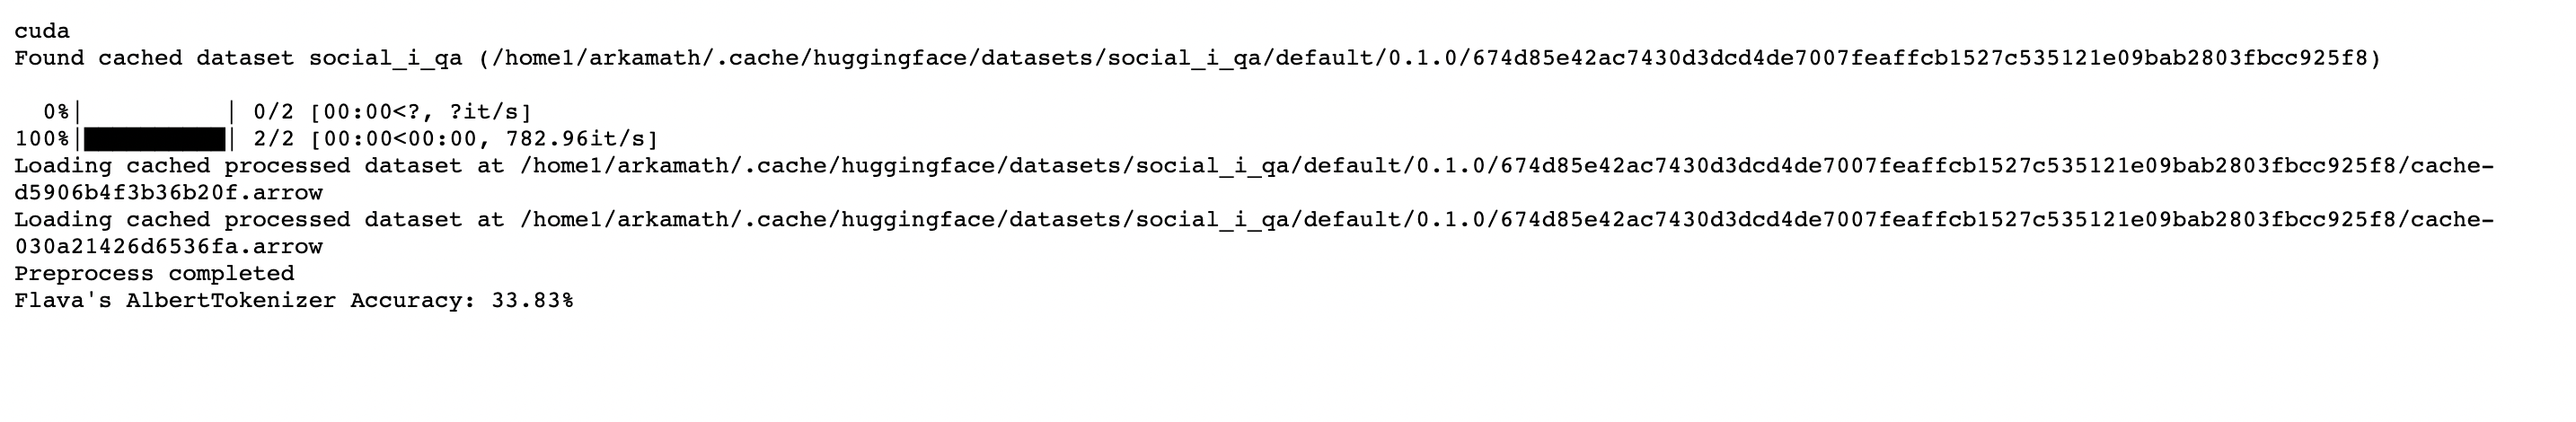 cuda
Found cached dataset social_i_qa (/home1/arkamath/.cache/huggingface/datasets/social_i_qa/default/0.1.0/674d85e42ac7430d3dcd4de7007feaffcb1527c535121e09bab2803fbcc925f8)
0%| | 0/2 [00:00<?, ?it/s]
100%|██████████| 2/2 [00:00<00:00, 782.96it/s]
Loading cached processed dataset at /home1/arkamath/.cache/huggingface/datasets/social_i_qa/default/0.1.0/674d85e42ac7430d3dcd4de7007feaffcb1527c535121e09bab2803fbcc925f8/cache-
d5906b4f3b36b20f.arrow
Loading cached processed dataset at /home1/arkamath/.cache/huggingface/datasets/social_i_qa/default/0.1.0/674d85e42ac7430d3dcd4de7007feaffcb1527c535121e09bab2803fbcc925f8/cache-
030a21426d6536fa.arrow
Preprocess completed
Flava's AlbertTokenizer Accuracy: 33.83%